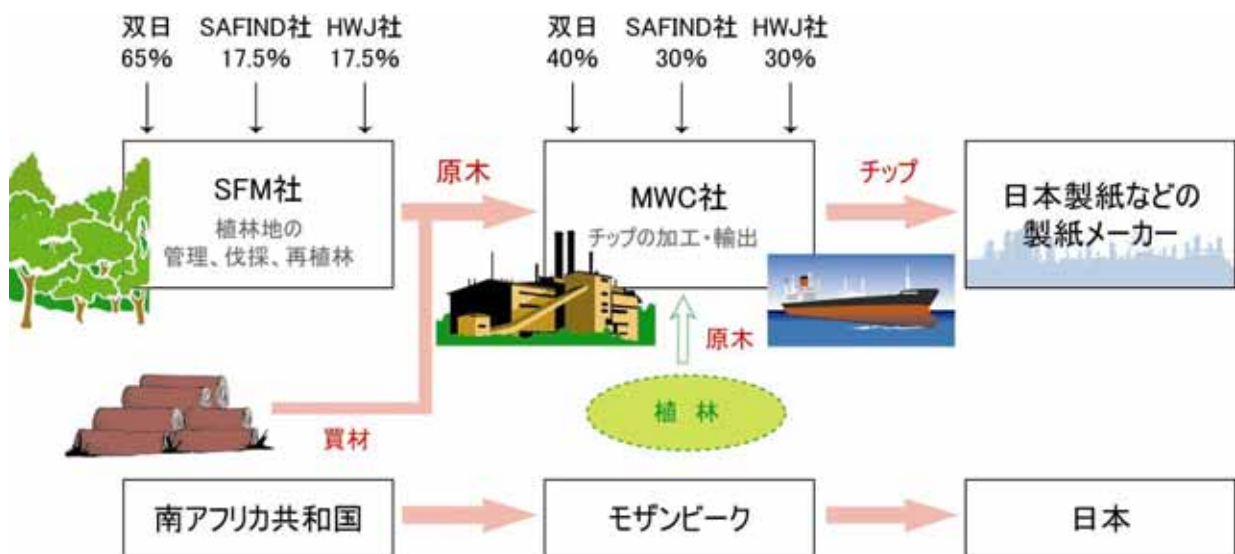 双日 SAFIND社 HWJ社
65% 17.5% 17.5%
双日 SAFIND社 HWJ社
40% 30% 30%
SFM社
植林地の
管理、伐採、再植林
原木
MWC社
チップの加工・輸出
チップ
日本製紙などの
製紙メーカー
原木
植 林
買材
南アフリカ共和国
モザンビーク
日本